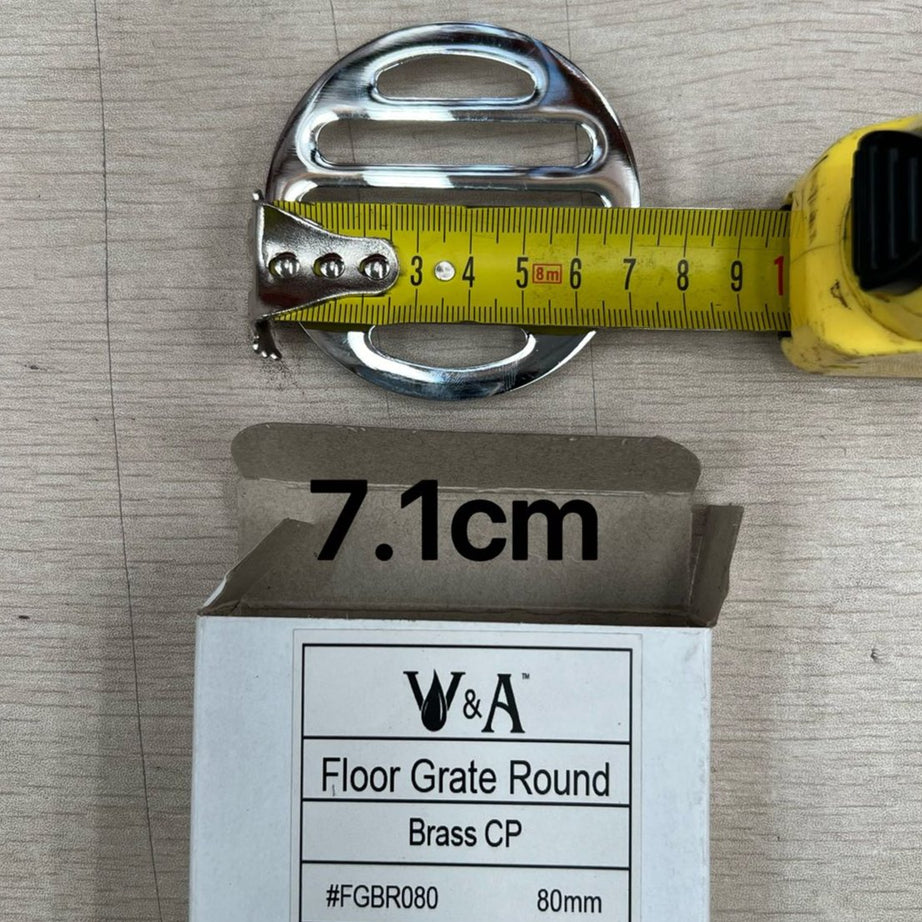 3 4 5 8m 6 7 8 9 1
7.1cm
W&A™
Floor Grate Round
Brass CP
#FGBR080 80mm